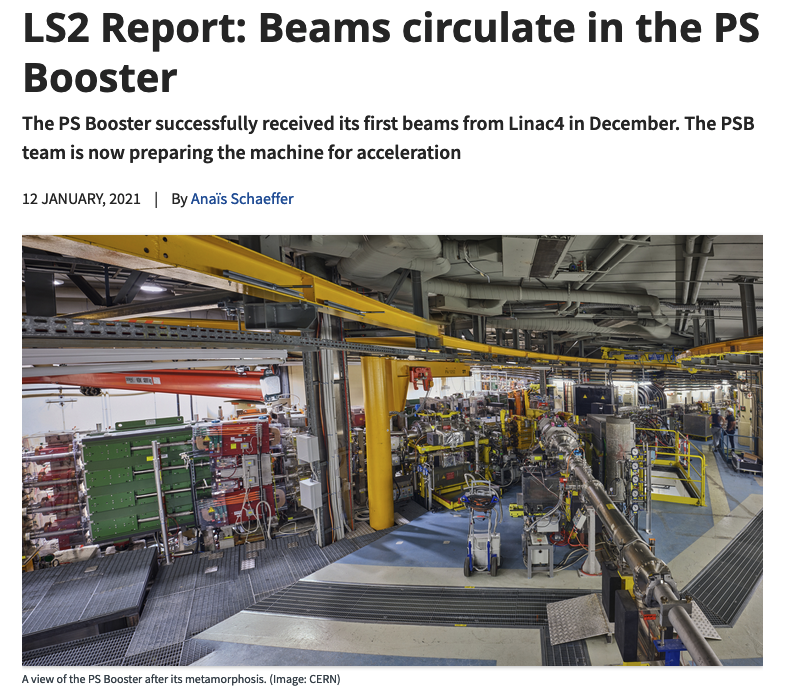 LS2 Report: Beams circulate in the PS
Booster
The PS Booster successfully received its first beams from Linac4 in December. The PSB
team is now preparing the machine for acceleration
12 JANUARY, 2021 | By Anaïs Schaeffer
A view of the PS Booster after its metamorphosis. (Image: CERN)